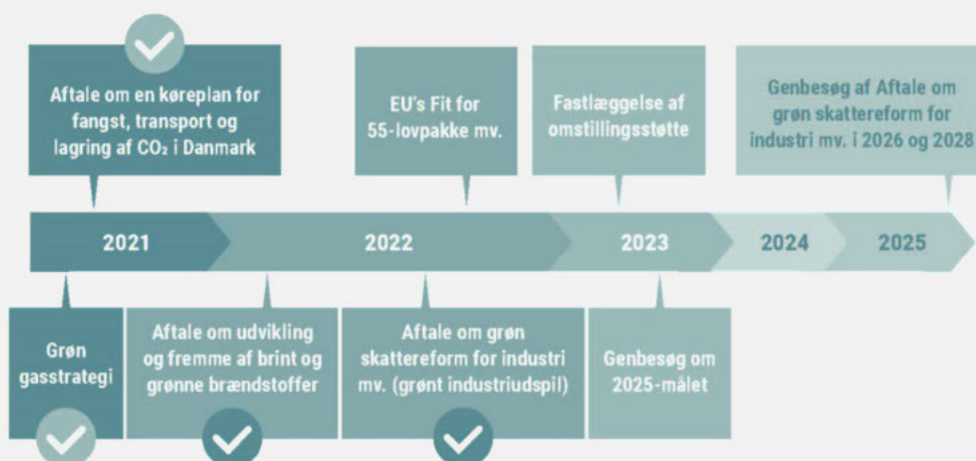 Aftale om en køreplan for
fangst, transport og
lagring af CO₂ i Danmark
EU's Fit for
55-lovpakke mv.
Fastlæggelse af
omstillingsstøtte
Genbesøg af Aftale om
grøn skattereform for
industri mv. i 2026 og 2028
2021
2022
2023
2024
2025
Grøn
gasstrategi
Aftale om udvikling
og fremme af brint og
grønne brændstoffer
Aftale om grøn
skattereform for industri
mv. (grønt industriudspil)
Genbesøg om
2025-målet